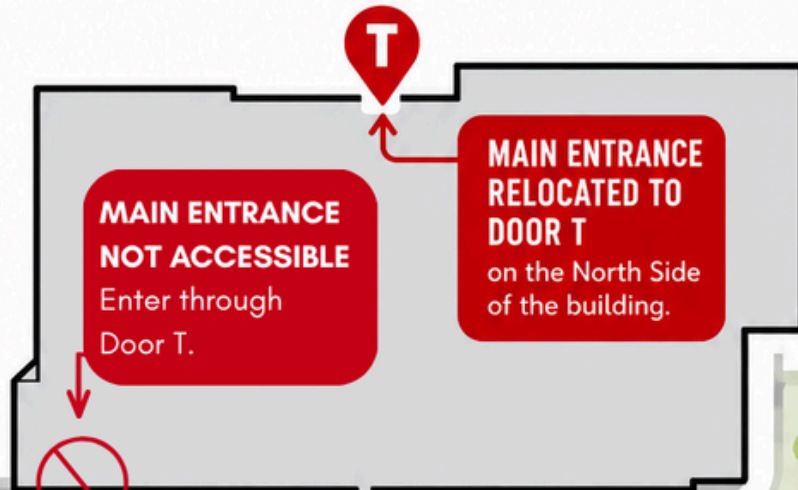 T
MAIN ENTRANCE
RELOCATED TO
DOOR T
on the North Side
of the building.
MAIN ENTRANCE
NOT ACCESSIBLE
Enter through
Door T.